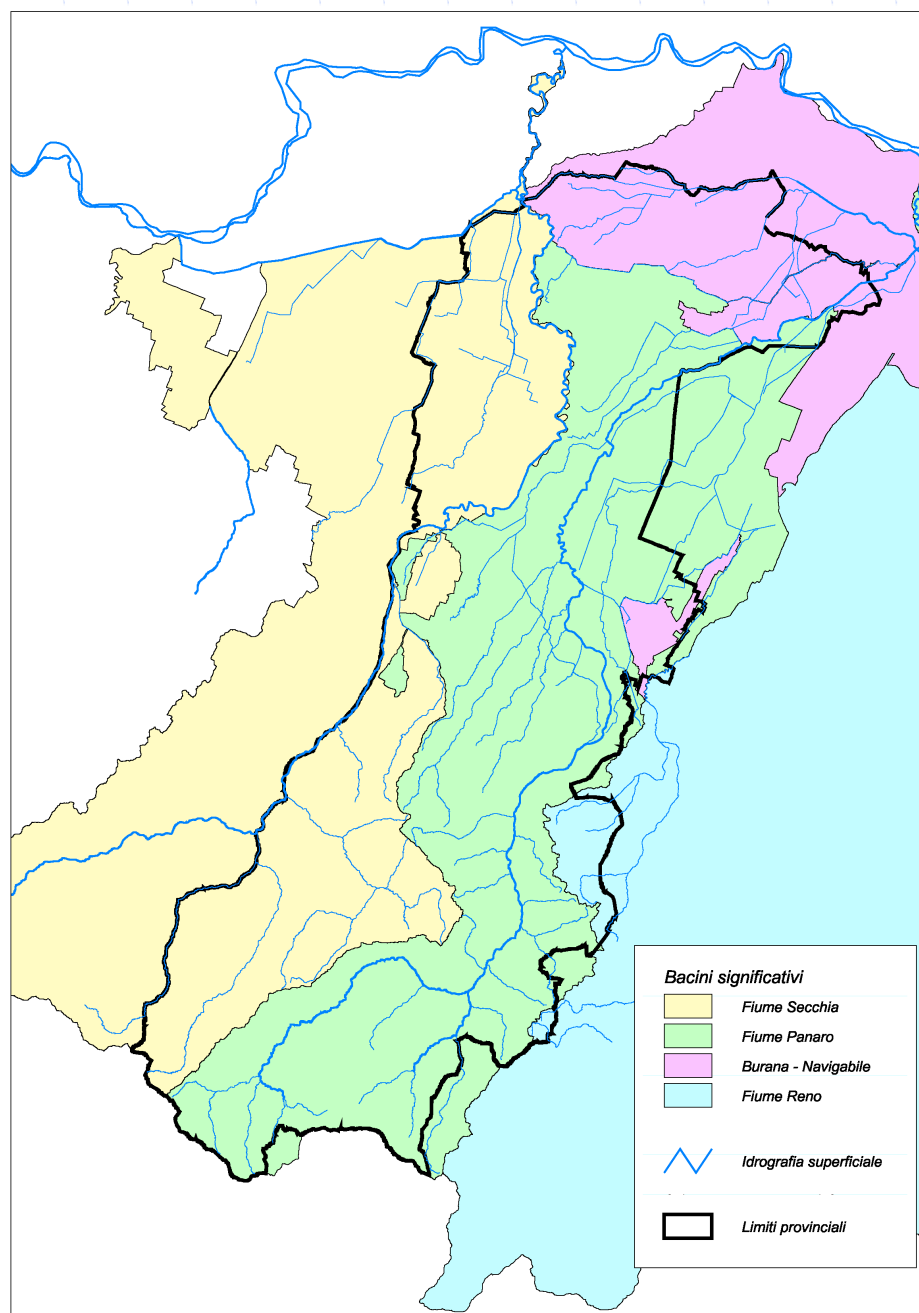 Bacini significativi
Fiume Secchia
Fiume Panaro
Burana - Navigabile
Fiume Reno
Idrografia superficiale
Limiti provinciali